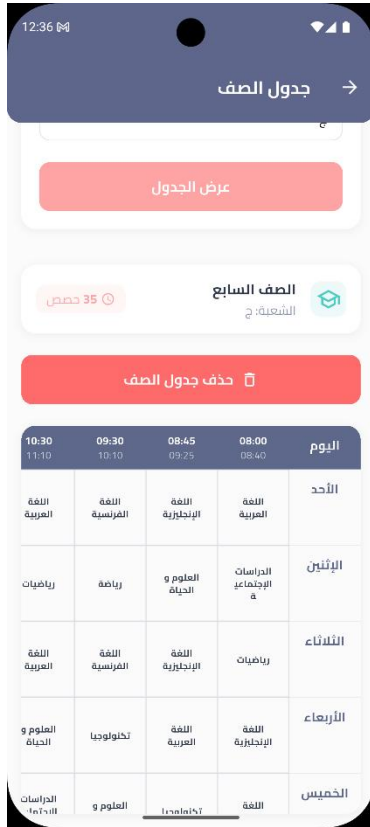 12:36
جدول الصف
ج
عرض الجدول
الصف السابع
الشعبة: ج
35 حصص
حذف جدول الصف
اليوم 08:00 08:45 09:30 10:30
08:40 09:25 10:10 11:10
الأحد
اللغة اللغة اللغة اللغة
العربية الإنجليزية الفرنسية العربية
الإثنين
الدراسات العلوم و رياضة رياضيات
الإجتماعي الحياة
ة
الثلاثاء
رياضيات اللغة اللغة اللغة
الإنجليزية الفرنسية العربية
الأربعاء
اللغة اللغة تكنولوجيا العلوم و
الإنجليزية العربية الحياة
الخميس
اللغة تكنولوجيا العلوم و الدراسات